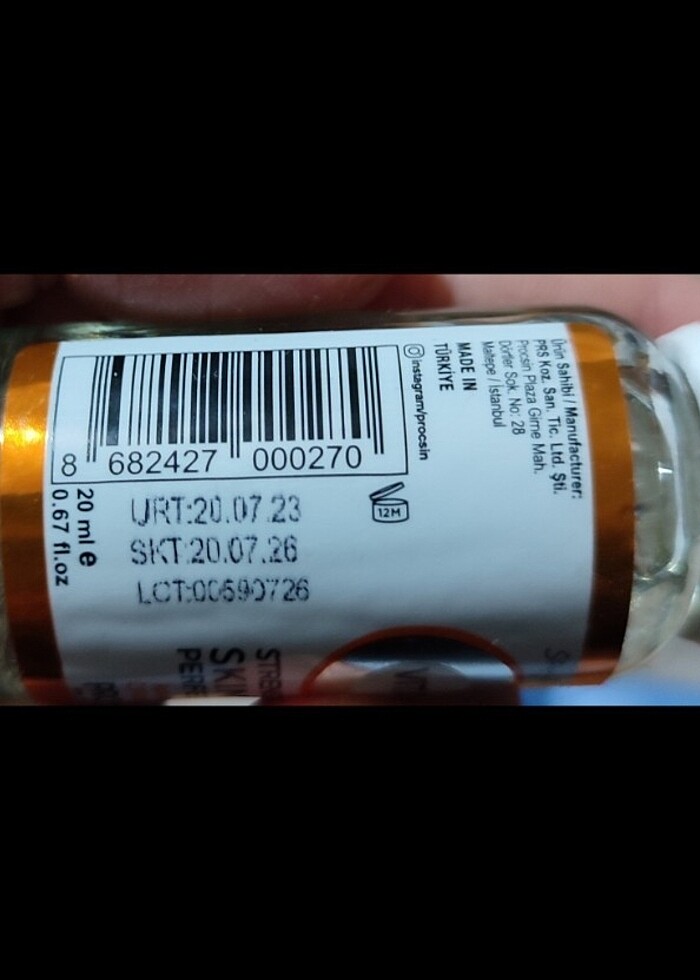 8 682427 000270
URT:20.07.23
SKT:20.07.26
LOT:00590726
20 ml e
0.67 fl.oz
12M
instagram/procsin
MADE IN
TÜRKİYE
Ürün Sahibi / Manufacturer:
PRS Koz. San. Tic. Ltd. Şti.
Procsin Plaza Girne Mah.
Dörtler Sok. No: 28
Maltepe / İstanbul